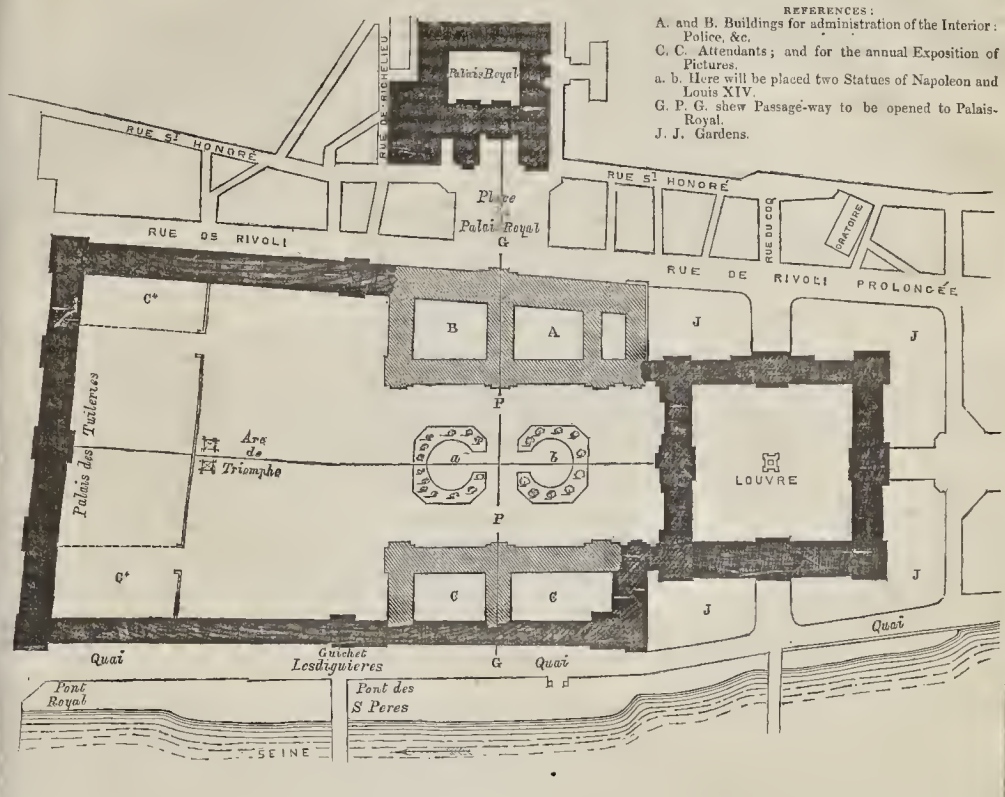 REFERENCES:
A. and B. Buildings for administration of the Interior:
Police, &c.
C. C. Attendants; and for the annual Exposition of
Pictures.
a. b. Here will be placed two Statues of Napoleon and
Louis XIV.
G. P. G. shew Passage-way to be opened to Palais-
Royal.
J. J. Gardens.
Palais Royal
RUE DE RICHELIEU
RUE ST HONORÉ
RUE ST HONORÉ
Place
Palai Royal
G
RUE DU COQ
ORATOIRE
RUE DS RIVOLI
RUE DE RIVOLI PROLONGÉE
C*
B
A
J
J
Palais des Tuileries
P
Arc
de
Triomphe
a
b
LOUVRE
P
C*
C
C
J
J
Quai
Guichet
Lesdiguieres
G
Quai
Quai
Pont
Royal
Pont des
S Peres
SEINE